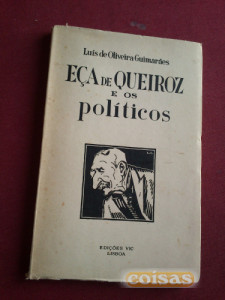 Luís de Oliveira Guimarães
EÇA DE QUEIROZ
E OS
políticos
EDIÇÕES VIC
LISBOA
coisas